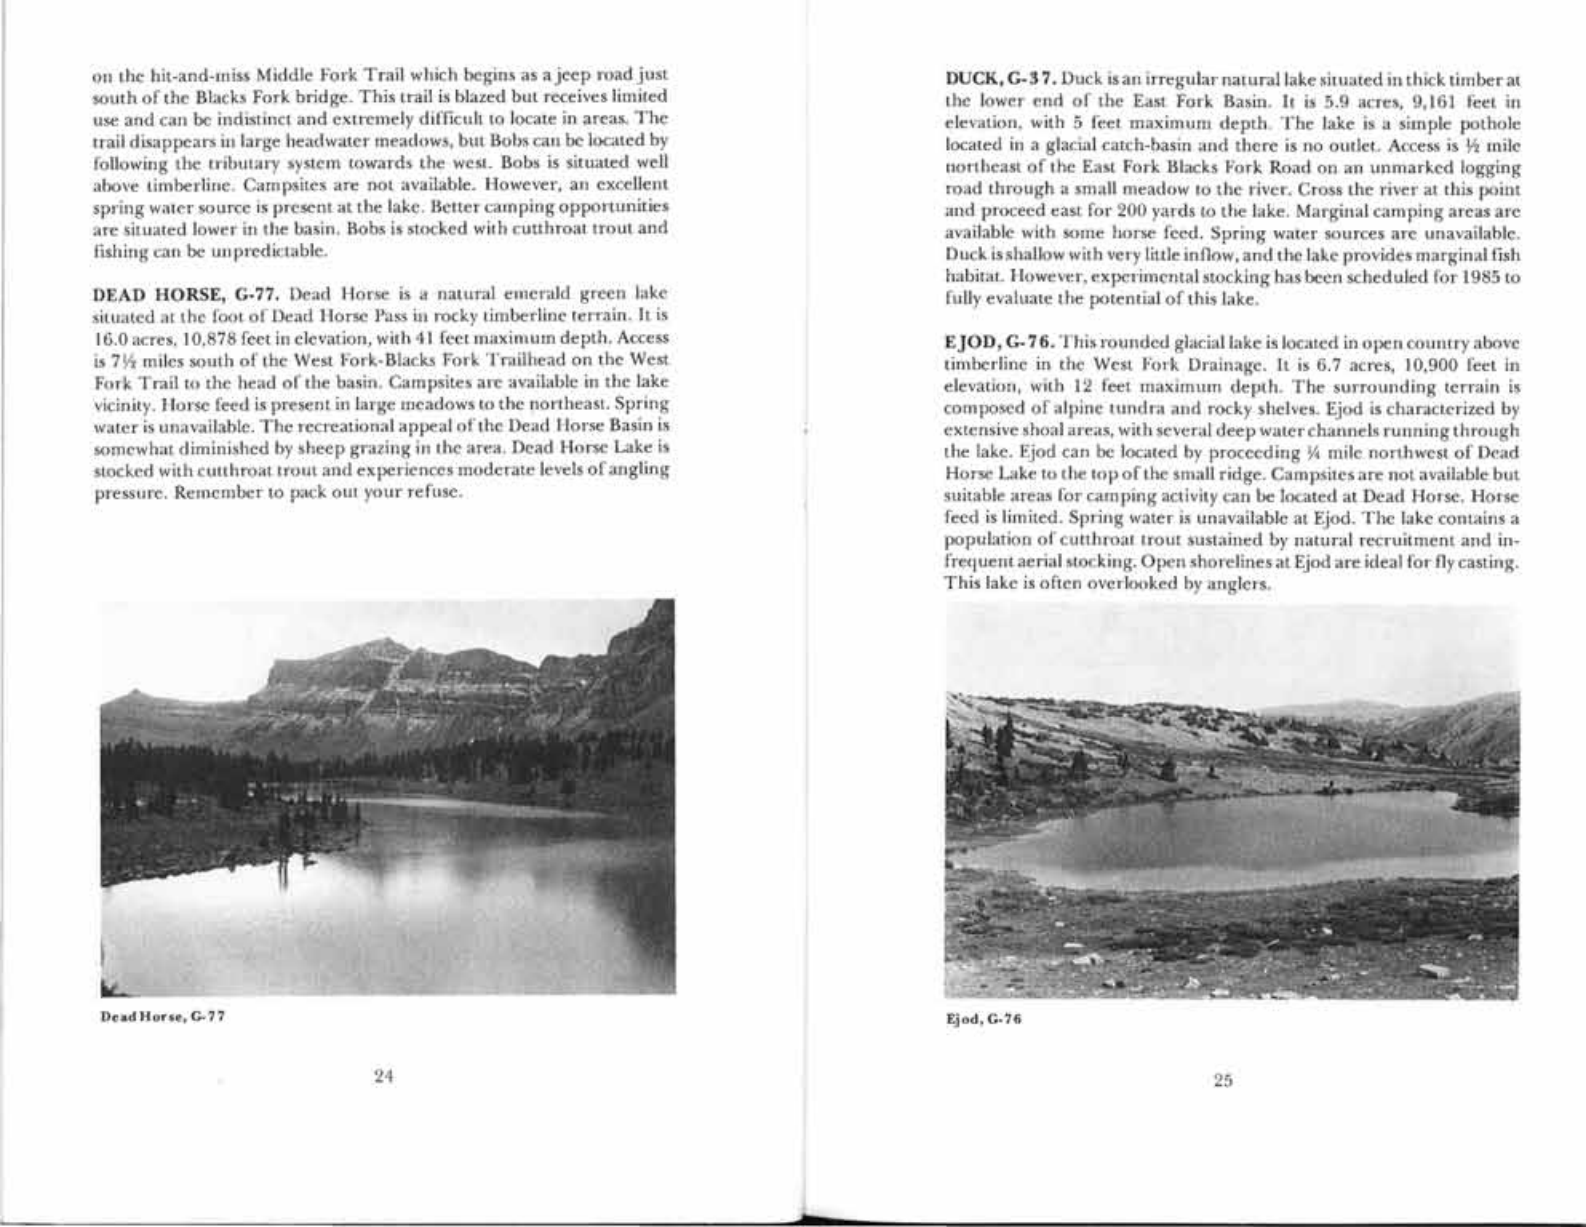 on the hit-and-miss Middle Fork Trail which begins as a jeep road just
south of the Blacks Fork bridge. This trail is blazed but receives limited
use and can be indistinct and extremely difficult to locate in areas. The
trail disappears in large headwater meadows, but Bobs can be located by
following the tributary system towards the west. Bobs is situated well
above timberline. Campsites are not available. However, an excellent
spring water source is present at the lake. Better camping opportunities
are situated lower in the basin. Bobs is stocked with cutthroat trout and
fishing can be unpredictable.
DEAD HORSE, G-77. Dead Horse is a natural emerald green lake
situated at the foot of Dead Horse Pass in rocky timberline terrain. It is
16.0 acres, 10,878 feet in elevation, with 41 feet maximum depth. Access
is 7½ miles south of the West Fork-Blacks Fork Trailhead on the West
Fork Trail to the head of the basin. Campsites are available in the lake
vicinity. Horse feed is present in large meadows to the northeast. Spring
water is unavailable. The recreational appeal of the Dead Horse Basin is
somewhat diminished by sheep grazing in the area. Dead Horse Lake is
stocked with cutthroat trout and experiences moderate levels of angling
pressure. Remember to pack out your refuse.
Dead Horse, G-77
24
DUCK, G-37. Duck is an irregular natural lake situated in thick timber at
the lower end of the East Fork Basin. It is 5.9 acres, 9,161 feet in
elevation, with 5 feet maximum depth. The lake is a simple pothole
located in a glacial catch-basin and there is no outlet. Access is ½ mile
northeast of the East Fork Blacks Fork Road on an unmarked logging
road through a small meadow to the river. Cross the river at this point
and proceed east for 200 yards to the lake. Marginal camping areas are
available with some horse feed. Spring water sources are unavailable.
Duck is shallow with very little inflow, and the lake provides marginal fish
habitat. However, experimental stocking has been scheduled for 1985 to
fully evaluate the potential of this lake.
EJOD, G-76. This rounded glacial lake is located in open country above
timberline in the West Fork Drainage. It is 6.7 acres, 10,900 feet in
elevation, with 12 feet maximum depth. The surrounding terrain is
composed of alpine tundra and rocky shelves. Ejod is characterized by
extensive shoal areas, with several deep water channels running through
the lake. Ejod can be located by proceeding ¼ mile northwest of Dead
Horse Lake to the top of the small ridge. Campsites are not available but
suitable areas for camping activity can be located at Dead Horse. Horse
feed is limited. Spring water is unavailable at Ejod. The lake contains a
population of cutthroat trout sustained by natural recruitment and in-
frequent aerial stocking. Open shorelines at Ejod are ideal for fly casting.
This lake is often overlooked by anglers.
Ejod, G-76
25